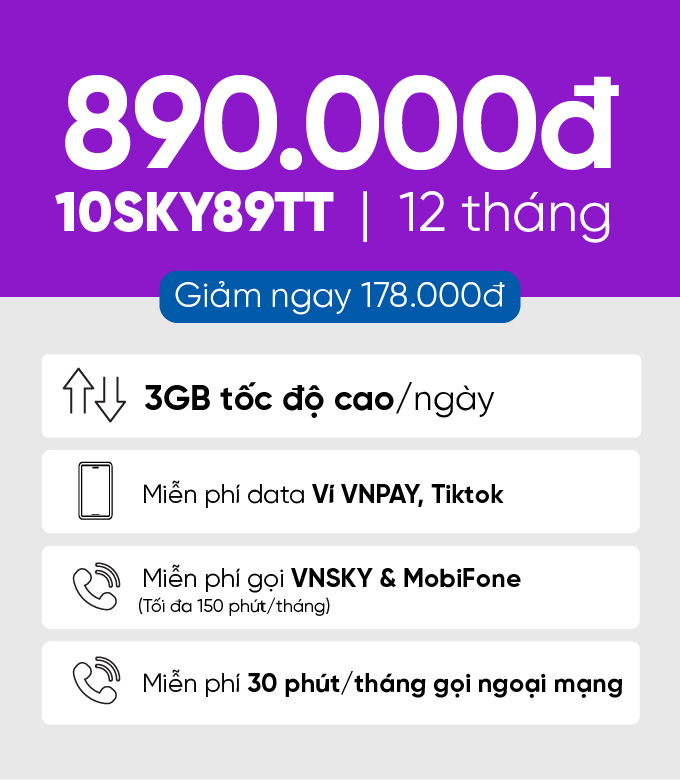 890.000đ
10SKY89TT | 12 tháng
Giảm ngay 178.000đ
3GB tốc độ cao/ngày
Miễn phí data Ví VNPAY, Tiktok
Miễn phí gọi VNSKY & MobiFone
(Tối đa 150 phút/tháng)
Miễn phí 30 phút/tháng gọi ngoại mạng